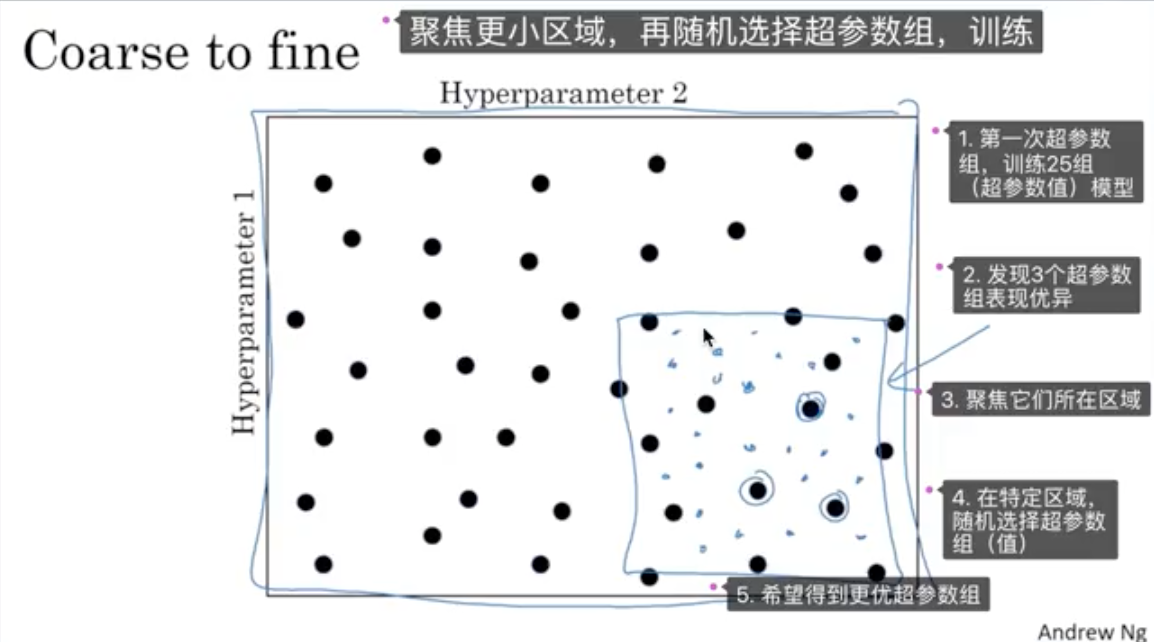 Coarse to fine
聚焦更小区域，再随机选择超参数组，训练
Hyperparameter 2
Hyperparameter 1
1. 第一次超参数
组，训练25组
（超参数值）模型
2. 发现3个超参数
组表现优异
3. 聚焦它们所在区域
4. 在特定区域，
随机选择超参数
组（值）
5. 希望得到更优超参数组
Andrew Ng